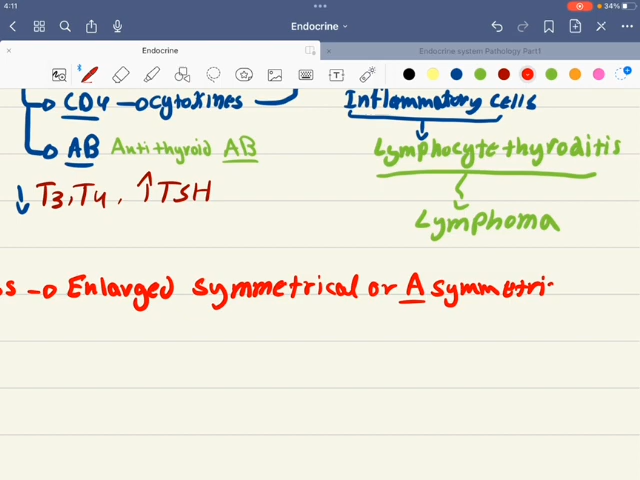 4:11
34%
Endocrine
Endocrine
Endocrine system Pathology Part1
CD4 cytoxines
Inflammatory Cells
AB Antithyroid AB
Lymphocyte thyroditis
↓ T3, T4, ↑TSH
Lymphoma
Enlarged symmetrical or Asymmetri